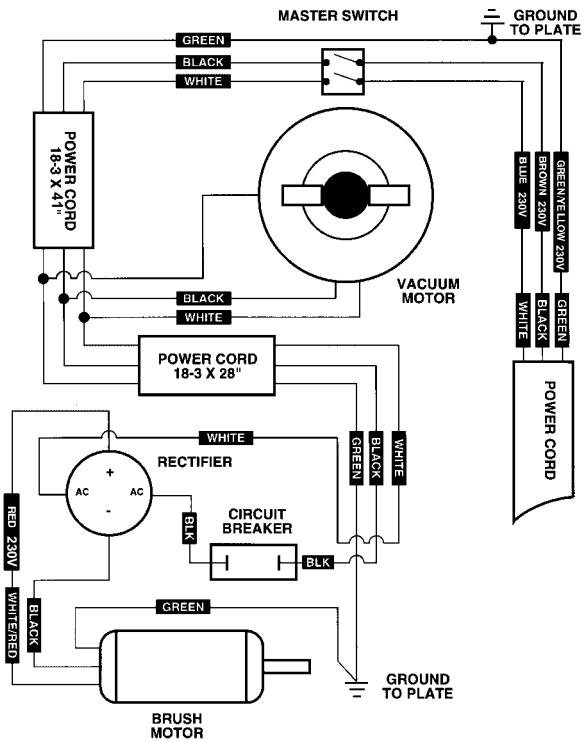 MASTER SWITCH
GROUND
TO PLATE
GREEN
BLACK
WHITE
POWER CORD
18-3 X 41"
BLUE 230V
BROWN 230V
GREEN/YELLOW 230V
VACUUM
MOTOR
BLACK
WHITE
WHITE
BLACK
GREEN
POWER CORD
18-3 X 28"
POWER CORD
WHITE
RECTIFIER
GREEN
BLACK
WHITE
+
AC
AC
-
CIRCUIT
BREAKER
BLK
BLK
RED 230V
WHITE/RED
BLACK
GREEN
GROUND
TO PLATE
BRUSH
MOTOR